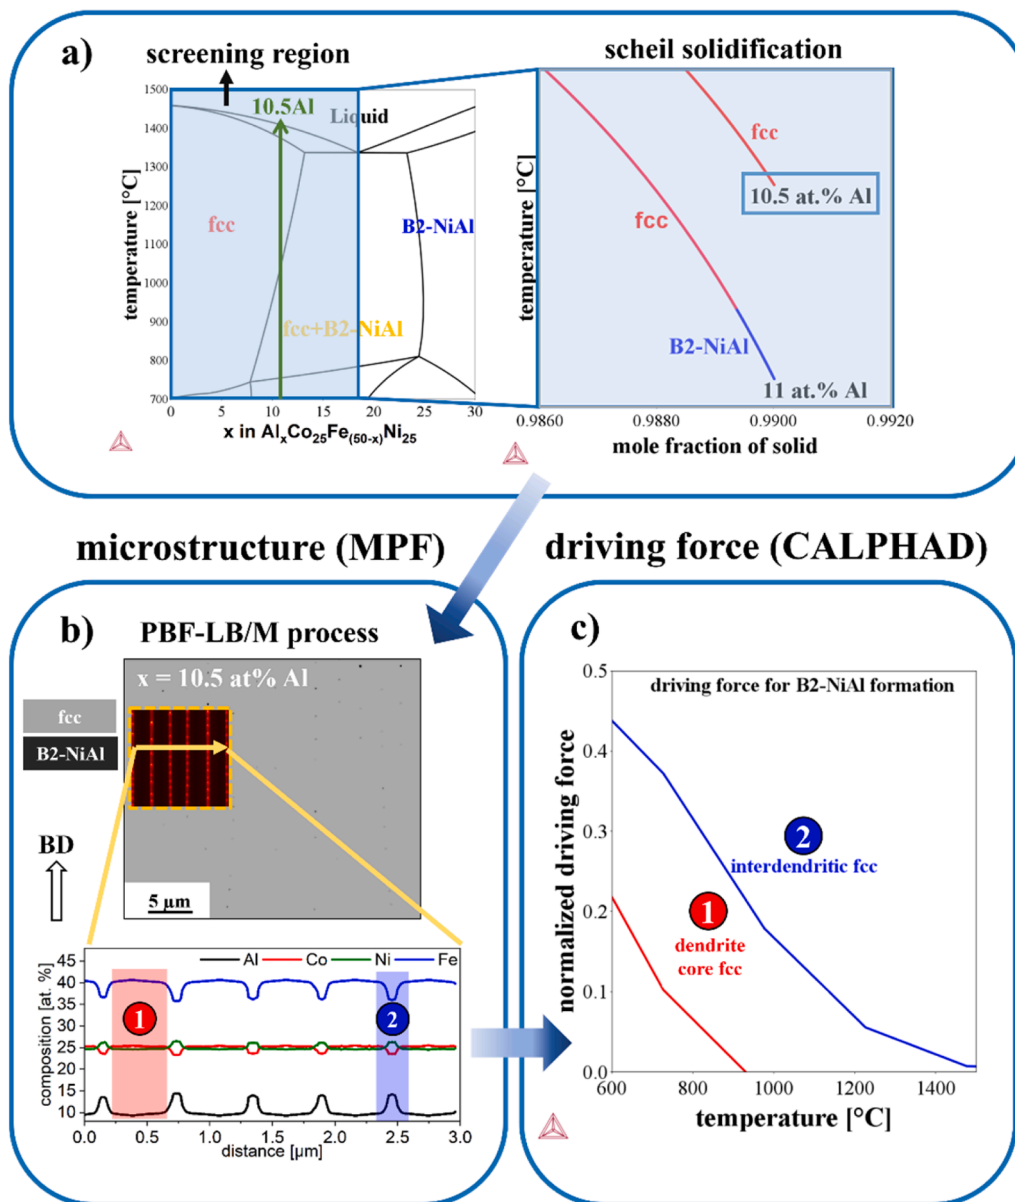 a)
screening region
scheil solidification
1500
1400
1300
1200
1100
1000
900
800
700
temperature [°C]
10.5Al
Liquid
fcc
B2-NiAl
fcc+B2-NiAl
0
5
10
15
20
25
30
x in AlₓCo₂₅Fe₍₅₀₋ₓ₎Ni₂₅
temperature [°C]
fcc
10.5 at.% Al
fcc
B2-NiAl
11 at.% Al
0.9860
0.9880
0.9900
0.9920
mole fraction of solid
microstructure (MPF)
b)
PBF-LB/M process
x = 10.5 at% Al
fcc
B2-NiAl
BD
5 µm
Al
Co
Ni
Fe
45
40
35
30
25
20
15
10
composition [at. %]
1
2
0.0
0.5
1.0
1.5
2.0
2.5
3.0
distance [µm]
driving force (CALPHAD)
c)
driving force for B2-NiAl formation
0.5
0.4
0.3
0.2
0.1
0.0
normalized driving force
2
interdendritic fcc
1
dendrite
core fcc
600
800
1000
1200
1400
temperature [°C]